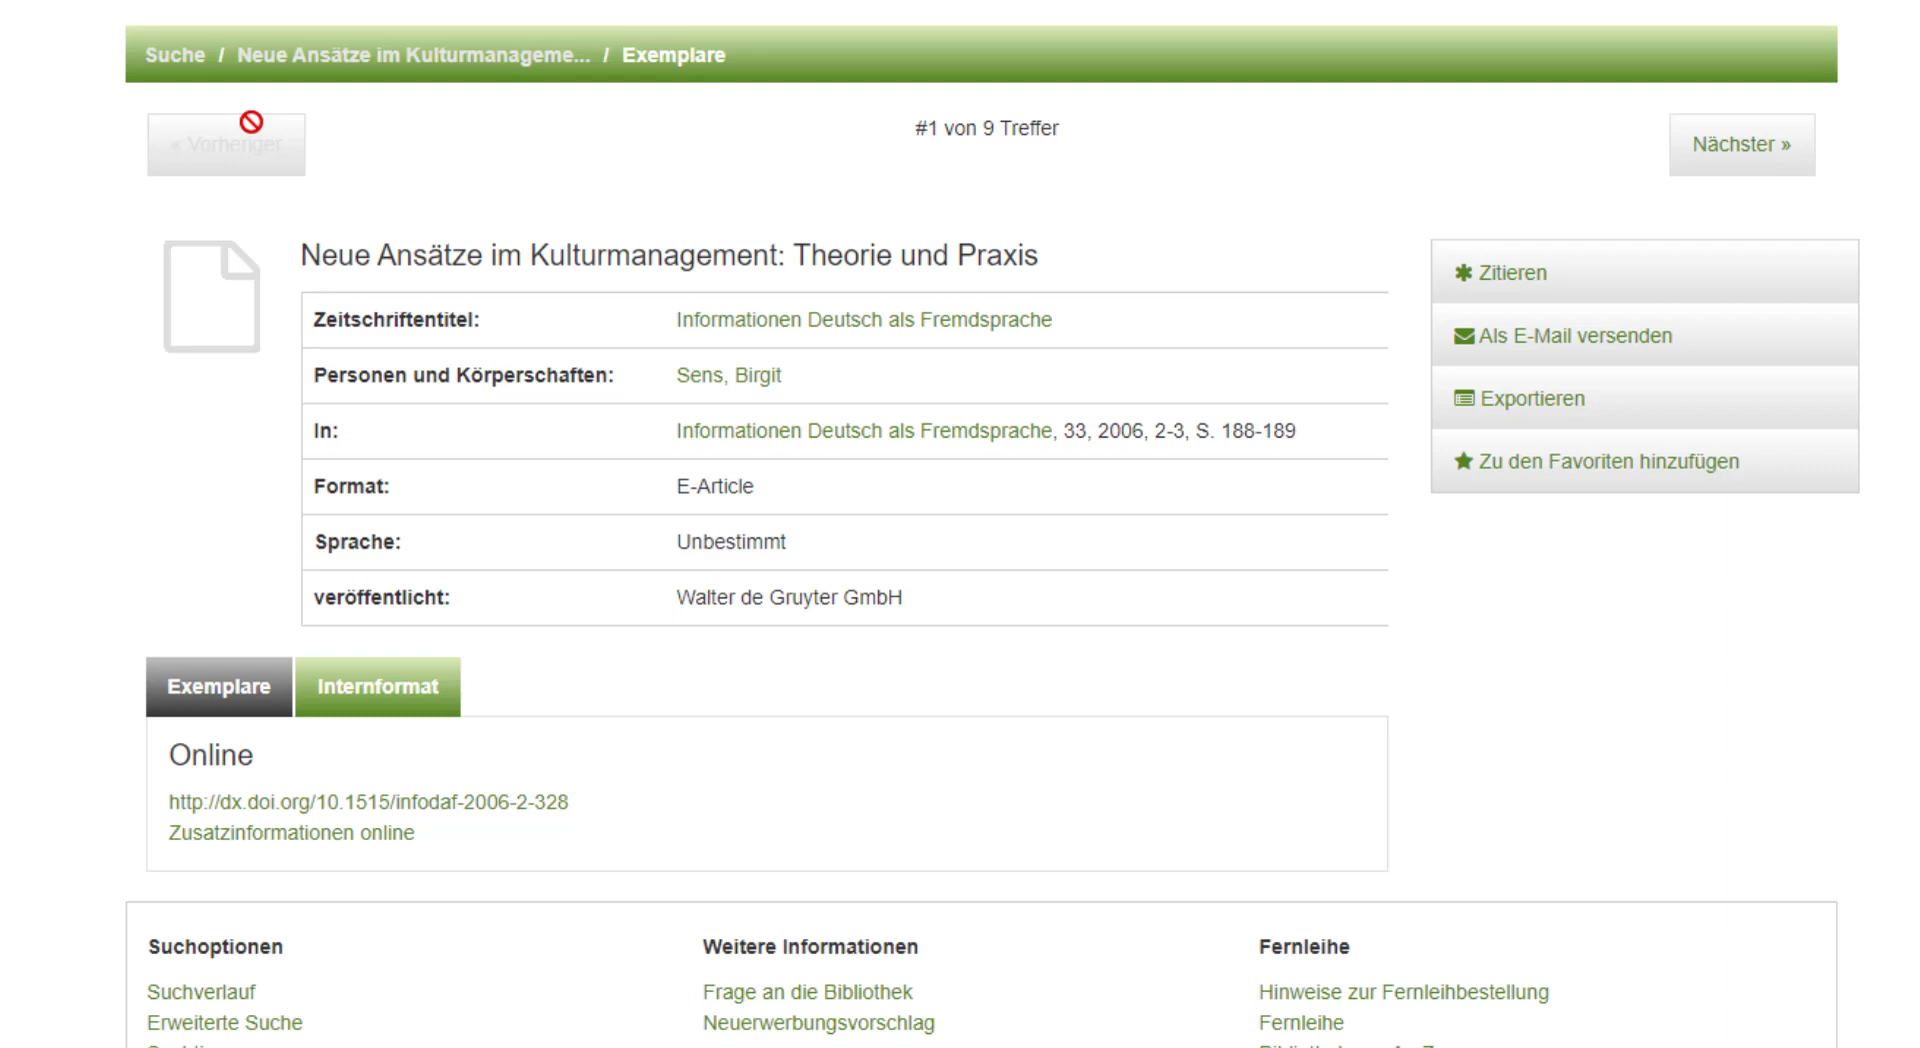 Suche / Neue Ansätze im Kulturmanageme... / Exemplare
« Vorheriger
#1 von 9 Treffer
Nächster »
Neue Ansätze im Kulturmanagement: Theorie und Praxis
Zeitschriftentitel: Informationen Deutsch als Fremdsprache
Personen und Körperschaften: Sens, Birgit
In: Informationen Deutsch als Fremdsprache, 33, 2006, 2-3, S. 188-189
Format: E-Article
Sprache: Unbestimmt
veröffentlicht: Walter de Gruyter GmbH
Zitieren
Als E-Mail versenden
Exportieren
Zu den Favoriten hinzufügen
Exemplare
Internformat
Online
http://dx.doi.org/10.1515/infodaf-2006-2-328
Zusatzinformationen online
Suchoptionen
Suchverlauf
Erweiterte Suche
Weitere Informationen
Frage an die Bibliothek
Neuerwerbungsvorschlag
Fernleihe
Hinweise zur Fernleihbestellung
Fernleihe